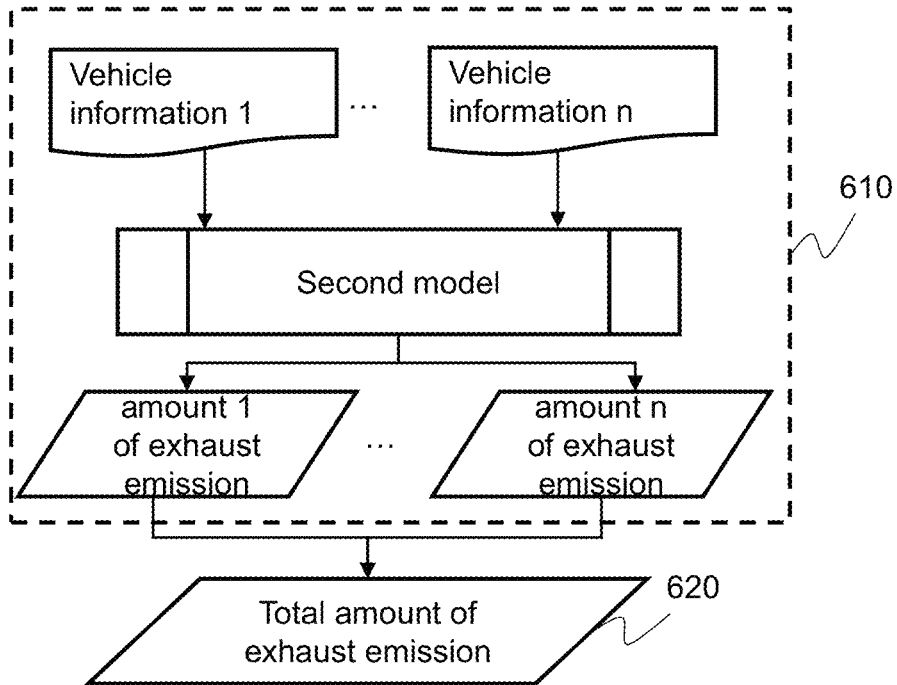 Vehicle
information 1
...
Vehicle
information n
610
Second model
amount 1
of exhaust
emission
...
amount n
of exhaust
emission
620
Total amount of
exhaust emission